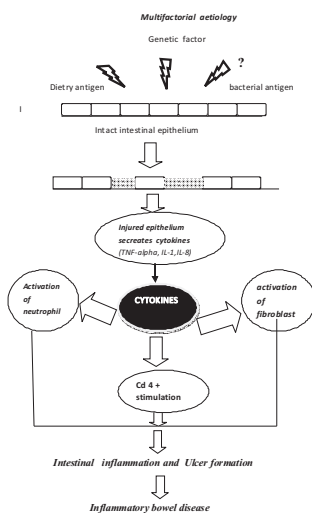 Multifactorial aetiology
Genetic factor
?
Dietry antigen
bacterial antigen
I
Intact intestinal epithelium
Injured epithelium
secreates cytokines
(TNF-alpha, IL-1,IL-8)
Activation
of
neutrophil
CYTOKINES
activation
of
fibroblast
Cd 4 +
stimulation
Intestinal inflammation and Ulcer formation
Inflammatory bowel disease